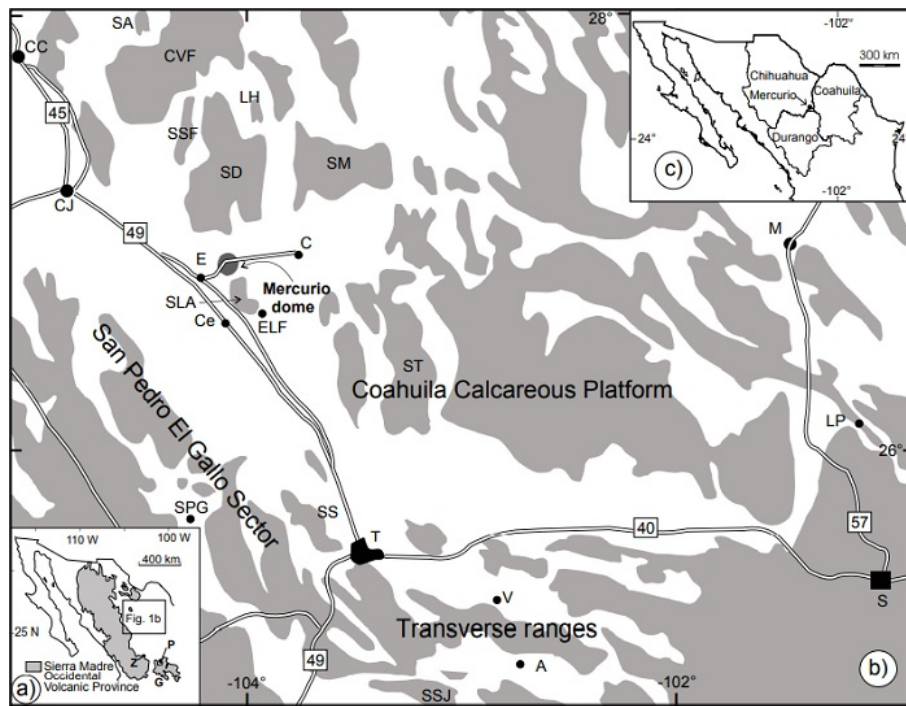 SA
28°
-102°
CC
CVF
300 km
Chihuahua
LH
Mercurio
Coahuila
45
SSF
SD
SM
24°
24°
Durango
c)
CJ
-102°
49
M
E
C
Mercurio
dome
SLA
Ce
ELF
San Pedro El Gallo Sector
ST
Coahuila Calcareous Platform
LP
26°
SPG
SS
57
T
40
110 W
100 W
400 km
S
V
Fig. 1b
25 N
Transverse ranges
P
Z
A
49
Sierra Madre
Occidental
Volcanic Province
G
a)
b)
-104°
SSJ
-102°